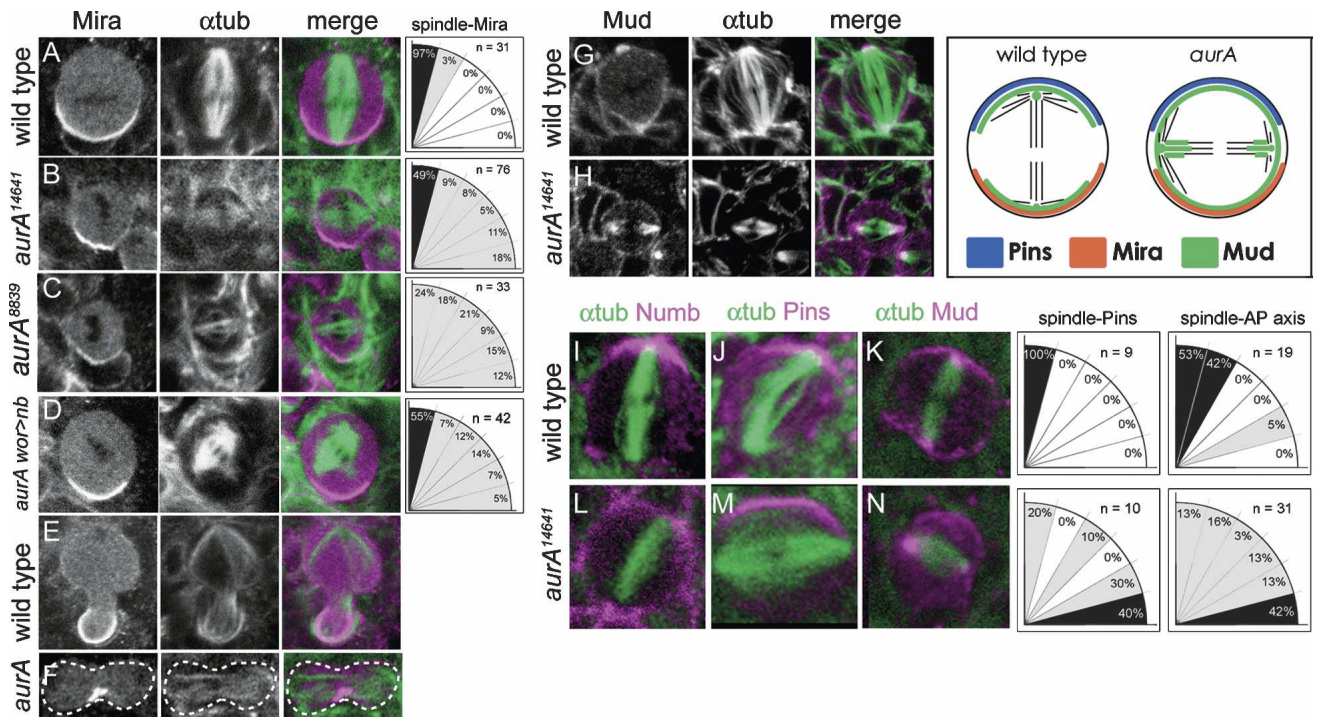 Mira αtub merge spindle-Mira
wild type
A
97% 3% 0% 0% 0% 0%
n = 31
aurA14641
B
49% 9% 8% 5% 11% 18%
n = 76
aurA8839
C
24% 18% 21% 9% 15% 12%
n = 33
aurA wor>nb
D
55% 7% 12% 14% 7% 5%
n = 42
wild type
E
aurA
F
Mud αtub merge
wild type
G
aurA14641
H
wild type aurA
Pins Mira Mud
αtub Numb αtub Pins αtub Mud spindle-Pins spindle-AP axis
wild type
I J K
100% 0% 0% 0% 0% 0%
n = 9
53% 42% 0% 0% 5% 0%
n = 19
aurA14641
L M N
20% 0% 10% 0% 30% 40%
n = 10
13% 16% 3% 13% 13% 42%
n = 31